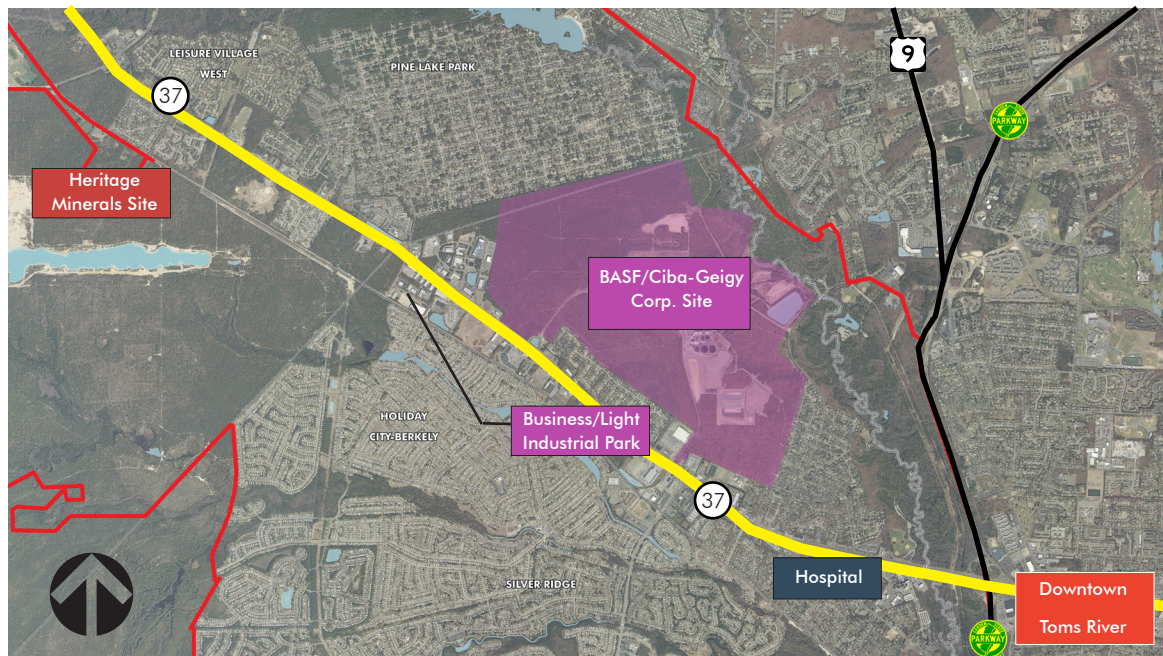 LEISURE VILLAGE
WEST
PINE LAKE PARK
9
37
PARKWAY
Heritage
Minerals Site
BASF/Ciba-Geigy
Corp. Site
HOLIDAY
CITY-BERKELY
Business/Light
Industrial Park
37
SILVER RIDGE
Hospital
Downtown
Toms River
PARKWAY